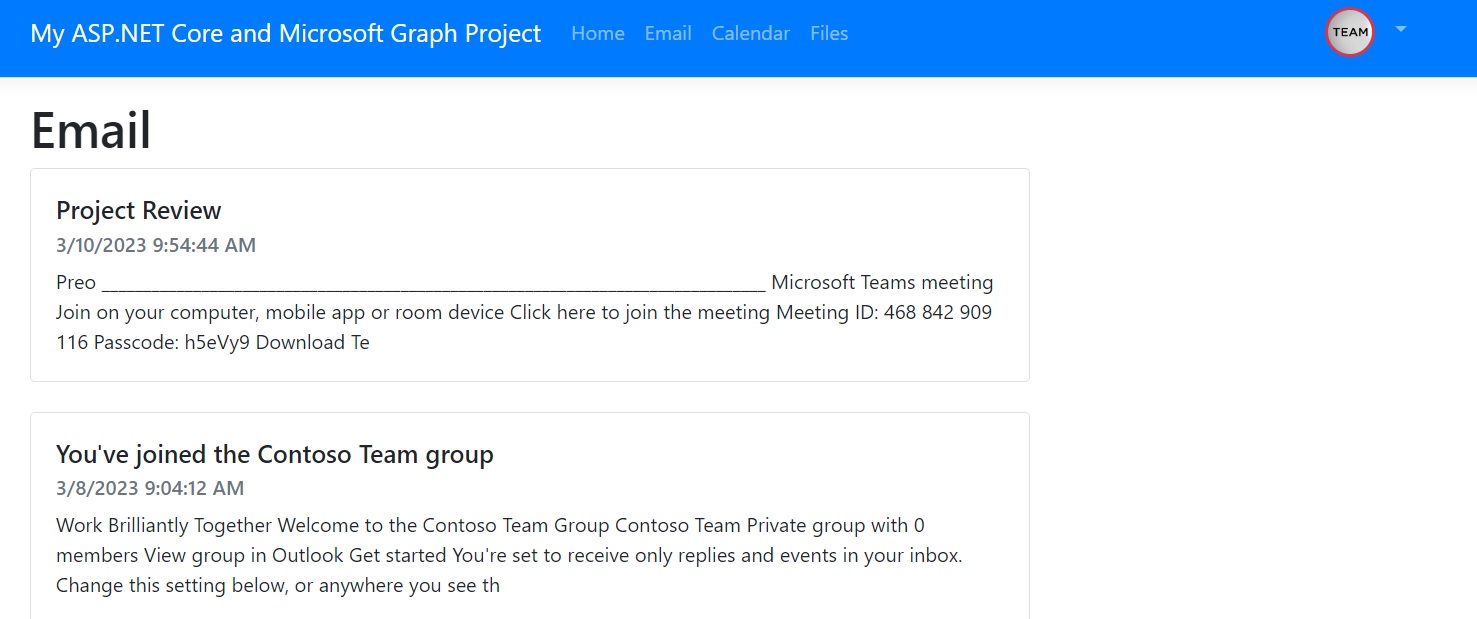 My ASP.NET Core and Microsoft Graph Project Home Email Calendar Files TEAM
Email
Project Review
3/10/2023 9:54:44 AM
Preo ________________________________________________________________________________ Microsoft Teams meeting
Join on your computer, mobile app or room device Click here to join the meeting Meeting ID: 468 842 909
116 Passcode: h5eVy9 Download Te
You've joined the Contoso Team group
3/8/2023 9:04:12 AM
Work Brilliantly Together Welcome to the Contoso Team Group Contoso Team Private group with 0
members View group in Outlook Get started You're set to receive only replies and events in your inbox.
Change this setting below, or anywhere you see th